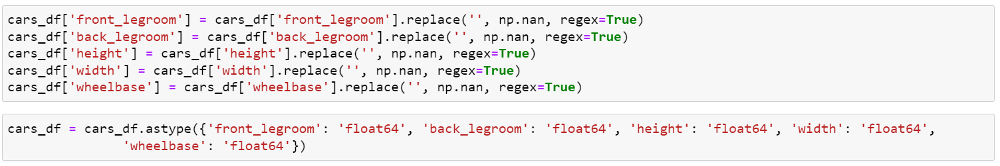 cars_df['front_legroom'] = cars_df['front_legroom'].replace('', np.nan, regex=True)
cars_df['back_legroom'] = cars_df['back_legroom'].replace('', np.nan, regex=True)
cars_df['height'] = cars_df['height'].replace('', np.nan, regex=True)
cars_df['width'] = cars_df['width'].replace('', np.nan, regex=True)
cars_df['wheelbase'] = cars_df['wheelbase'].replace('', np.nan, regex=True)
cars_df = cars_df.astype({'front_legroom': 'float64', 'back_legroom': 'float64', 'height': 'float64', 'width': 'float64',
'wheelbase': 'float64'})